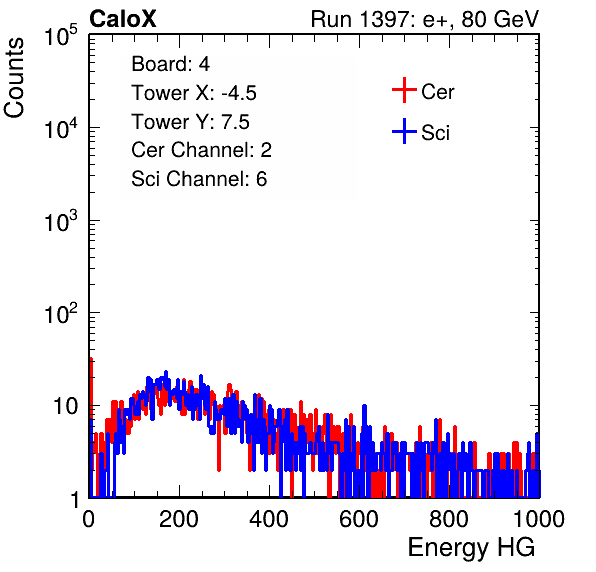 CaloX Run 1397: e+, 80 GeV
Counts
Board: 4
Tower X: -4.5
Tower Y: 7.5
Cer Channel: 2
Sci Channel: 6
Cer
Sci
10^5
10^4
10^3
10^2
10
1
0 200 400 600 800 1000
Energy HG